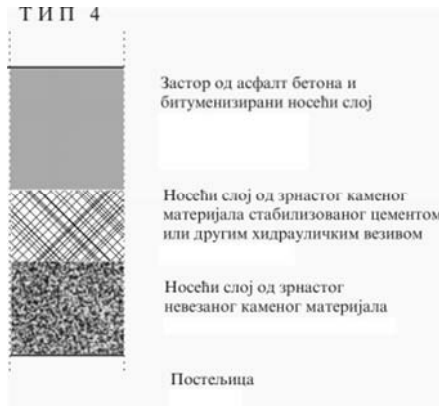 ТИП 4
Застор од асфалт бетона и
битуменизирани носећи слој
Носећи слој од зрнастог каменог
материјала стабилизованог цементом
или другим хидрауличким везивом
Носећи слој од зрнастог
невезаног каменог материјала
Постељица